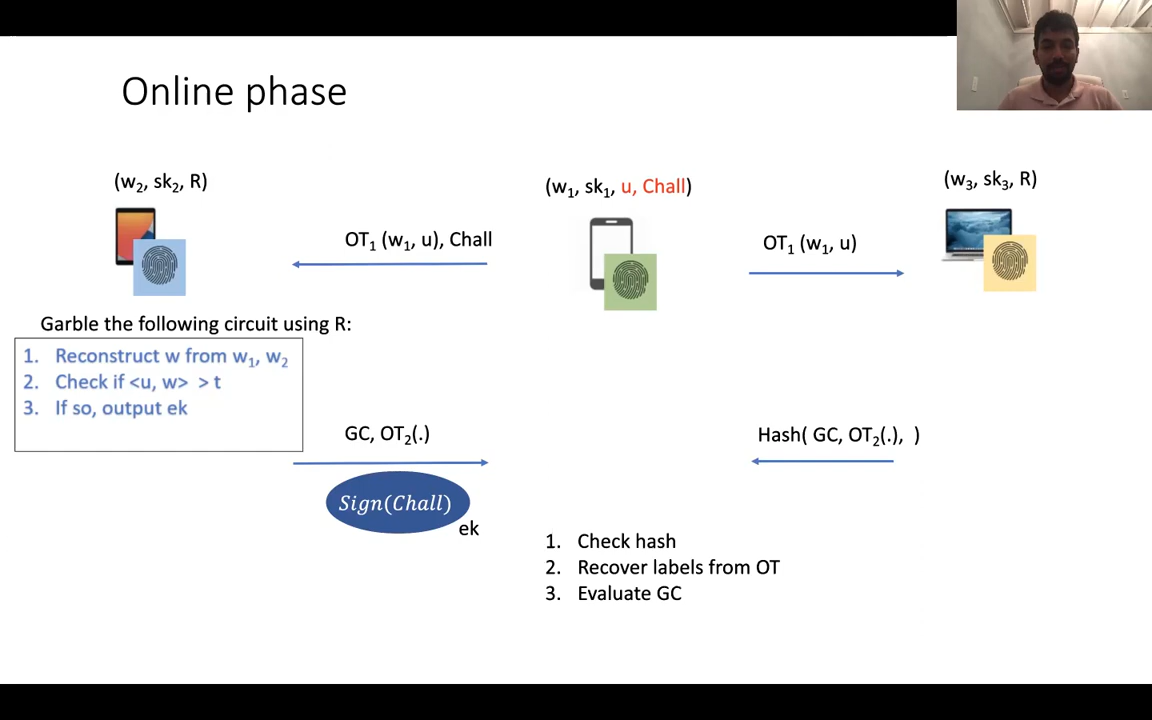 Online phase
(w₂, sk₂, R)
(w₁, sk₁, u, Chall)
(w₃, sk₃, R)
OT₁ (w₁, u), Chall
OT₁ (w₁, u)
Garble the following circuit using R:
1. Reconstruct w from w₁, w₂
2. Check if <u, w> > t
3. If so, output ek
GC, OT₂(.)
Hash( GC, OT₂(.), )
Sign(Chall)
ek
1. Check hash
2. Recover labels from OT
3. Evaluate GC